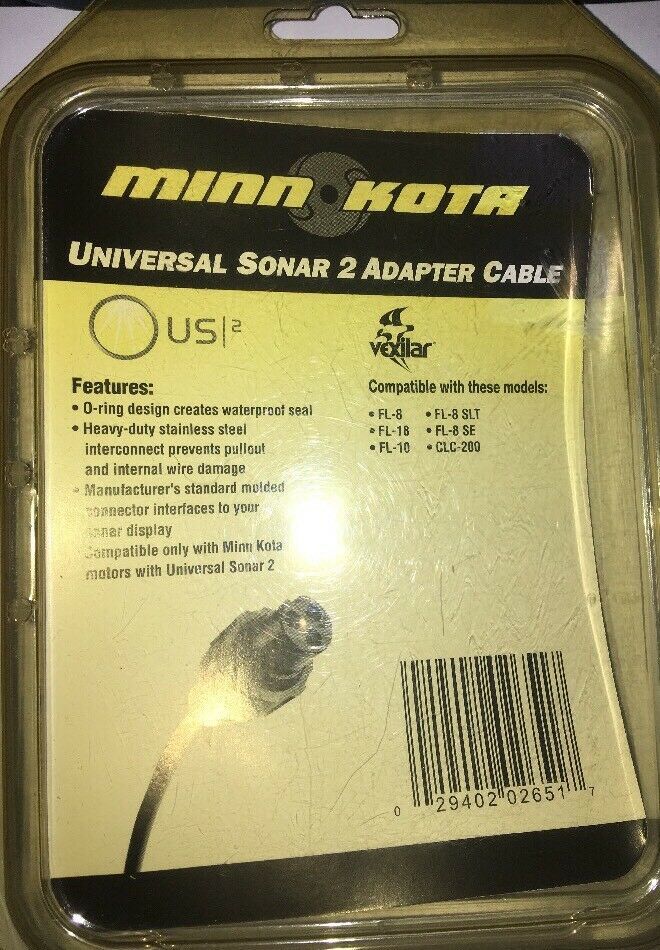 MINN KOTA
UNIVERSAL SONAR 2 ADAPTER CABLE
US|2
Vexilar
Features:
• O-ring design creates waterproof seal
• Heavy-duty stainless steel
interconnect prevents pullout
and internal wire damage
• Manufacturer's standard molded
connector interfaces to your
sonar display
• Compatible only with Minn Kota
motors with Universal Sonar 2
Compatible with these models:
• FL-8 • FL-8 SLT
• FL-18 • FL-8 SE
• FL-10 • CLC-200
0 29402 02651 7